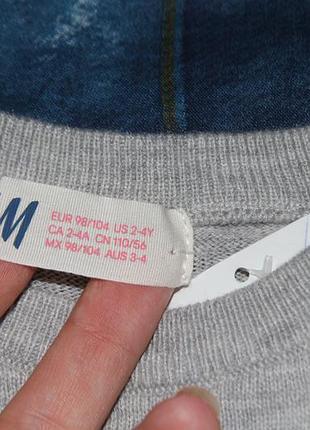 M
EUR 98/104 US 2-4Y
CA 2-4A CN 110/56
MX 98/104 AUS 3-4